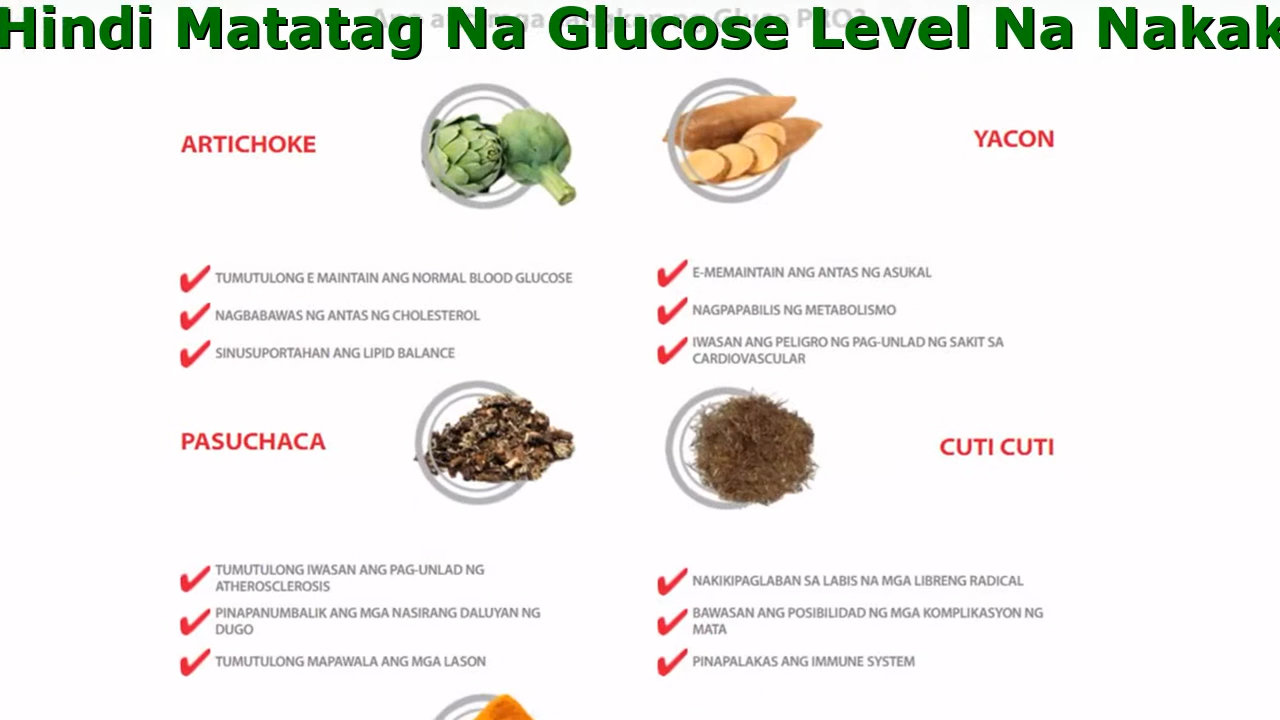 Hindi Matatag Na Glucose Level Na Nakak
ARTICHOKE
TUMUTULONG E MAINTAIN ANG NORMAL BLOOD GLUCOSE
NAGBABAWAS NG ANTAS NG CHOLESTEROL
SINUSUPORTAHAN ANG LIPID BALANCE
YACON
E-MEMAINTAIN ANG ANTAS NG ASUKAL
NAGPAPABILIS NG METABOLISMO
IWASAN ANG PELIGRO NG PAG-UNLAD NG SAKIT SA
CARDIOVASCULAR
PASUCHACA
TUMUTULONG IWASAN ANG PAG-UNLAD NG
ATHEROSCLEROSIS
PINAPANUMBALIK ANG MGA NASIRANG DALUYAN NG
DUGO
TUMUTULONG MAPAWALA ANG MGA LASON
CUTI CUTI
NAKIKIPAGLABAN SA LABIS NA MGA LIBRENG RADICAL
BAWASAN ANG POSIBILIDAD NG MGA KOMPLIKASYON NG
MATA
PINAPALAKAS ANG IMMUNE SYSTEM